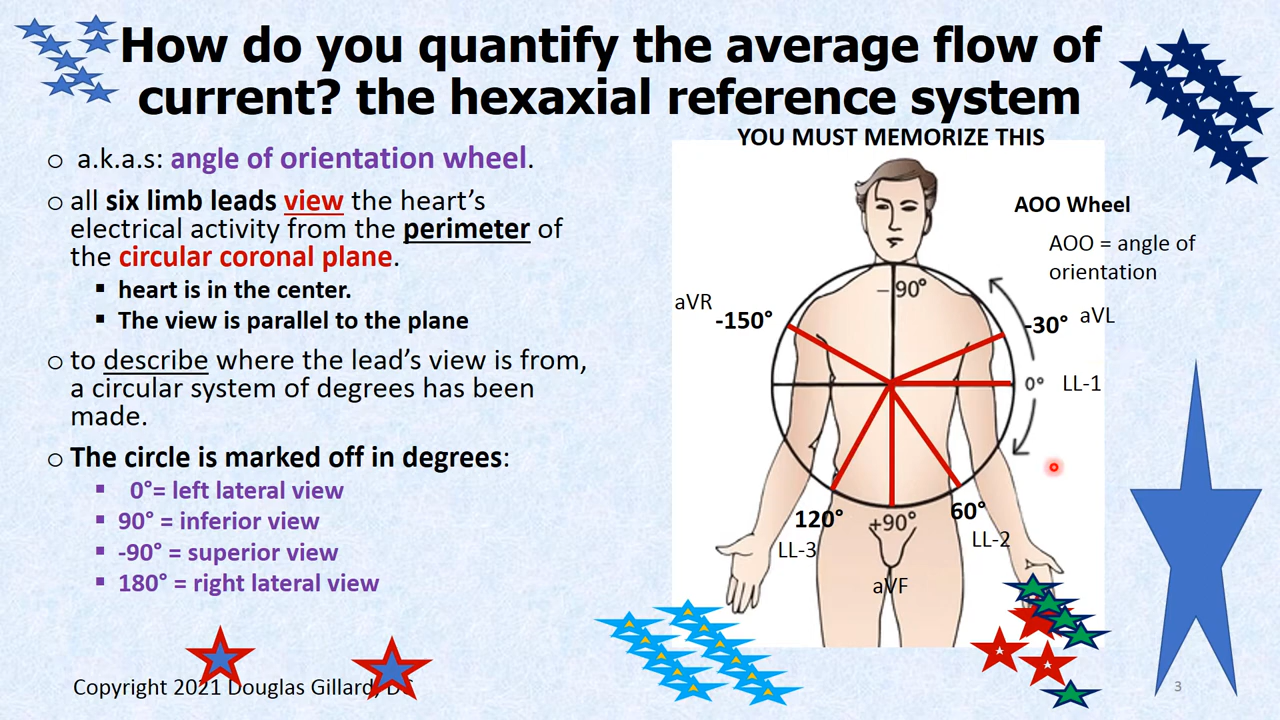 How do you quantify the average flow of
current? the hexaxial reference system
YOU MUST MEMORIZE THIS
a.k.a.s: angle of orientation wheel.
all six limb leads view the heart's
electrical activity from the perimeter of
the circular coronal plane.
heart is in the center.
The view is parallel to the plane
to describe where the lead's view is from,
a circular system of degrees has been
made.
The circle is marked off in degrees:
0°= left lateral view
90° = inferior view
-90° = superior view
180° = right lateral view
AOO Wheel
AOO = angle of
orientation
−90°
aVR
-150°
-30° aVL
0° LL-1
120°
LL-3
+90°
aVF
60°
LL-2
Copyright 2021 Douglas Gillard, DC
3